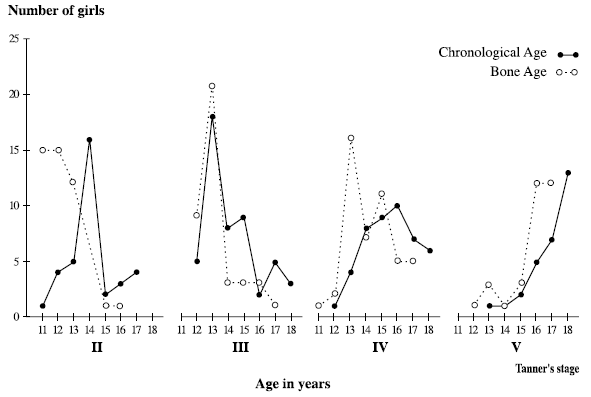 Number of girls
25
Chronological Age
Bone Age
20
15
10
5
0
11 12 13 14 15 16 17 18
11 12 13 14 15 16 17 18
11 12 13 14 15 16 17 18
11 12 13 14 15 16 17 18
II
III
IV
V
Tanner's stage
Age in years